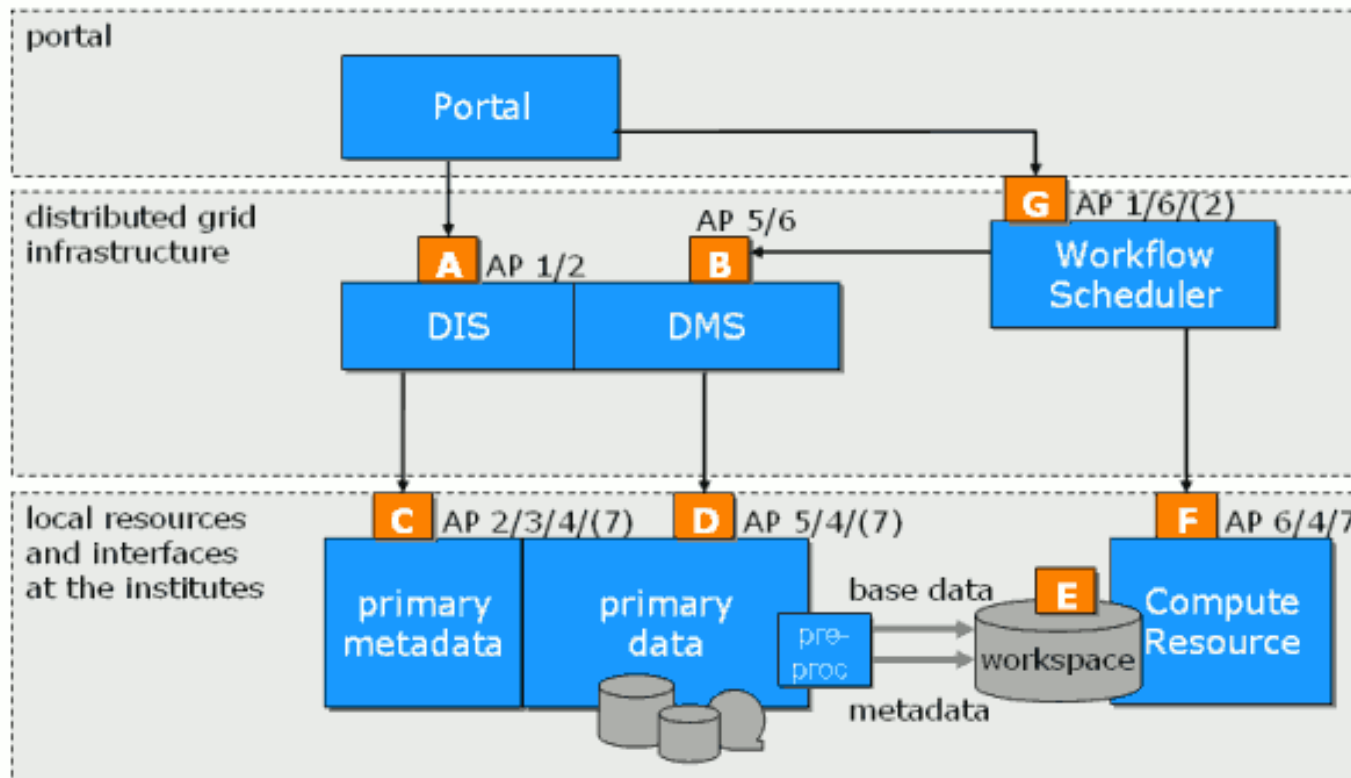 portal
Portal
distributed grid
infrastructure
G AP 1/6/(2)
AP 5/6
A AP 1/2
B
Workflow
Scheduler
DIS
DMS
local resources
and interfaces
at the institutes
C AP 2/3/4/(7)
D AP 5/4/(7)
F AP 6/4/7
primary
metadata
primary
data
pre-
proc
base data
metadata
E
workspace
Compute
Resource